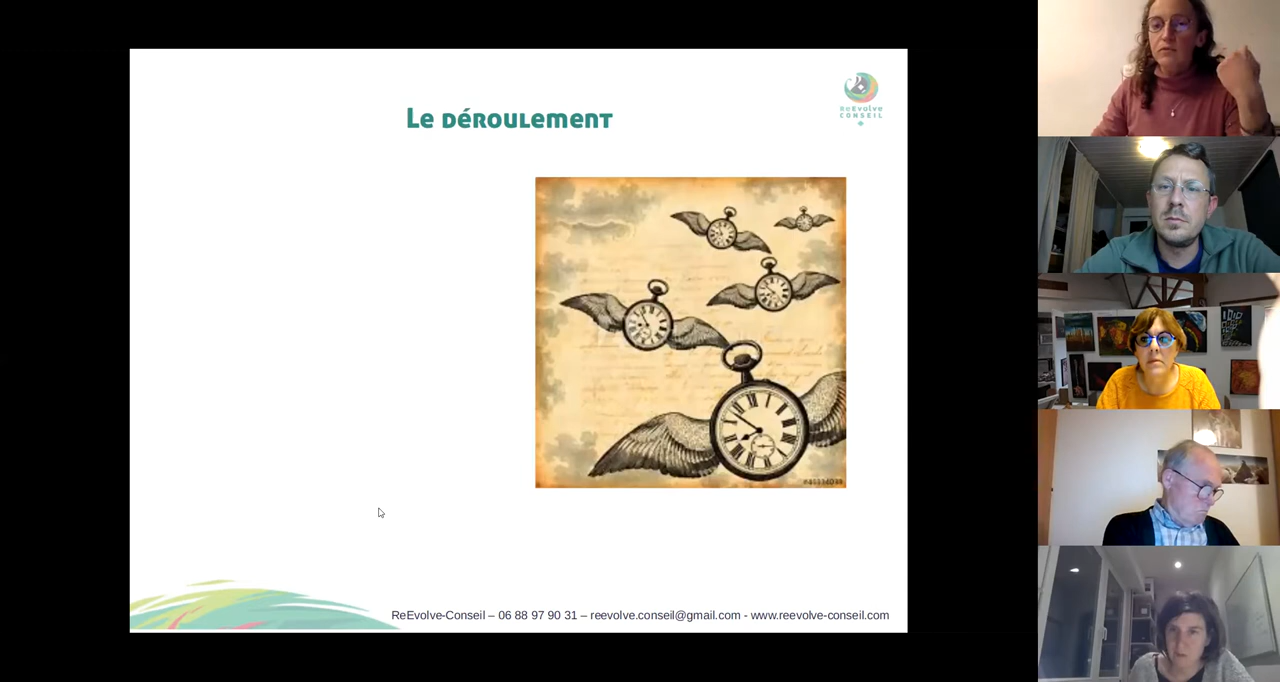 Le déroulement
ReEvolve
CONSEIL
ReEvolve-Conseil – 06 88 97 90 31 – reevolve.conseil@gmail.com - www.reevolve-conseil.com